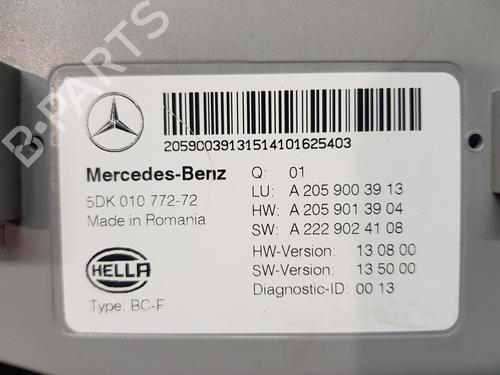 20590039131514101625403
Mercedes-Benz
5DK 010 772-72
Made in Romania
HELLA
Type: BC-F
Q: 01
LU: A 205 900 39 13
HW: A 205 901 39 04
SW: A 222 902 41 08
HW-Version: 13 08 00
SW-Version: 13 50 00
Diagnostic-ID: 00 13
B-PARTS